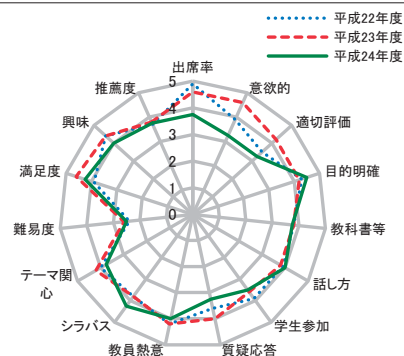 平成22年度
平成23年度
平成24年度
出席率
意欲的
適切評価
目的明確
教科書等
話し方
学生参加
質疑応答
教員熱意
シラバス
テーマ関
心
難易度
満足度
興味
推薦度
5
4
3
2
1
0